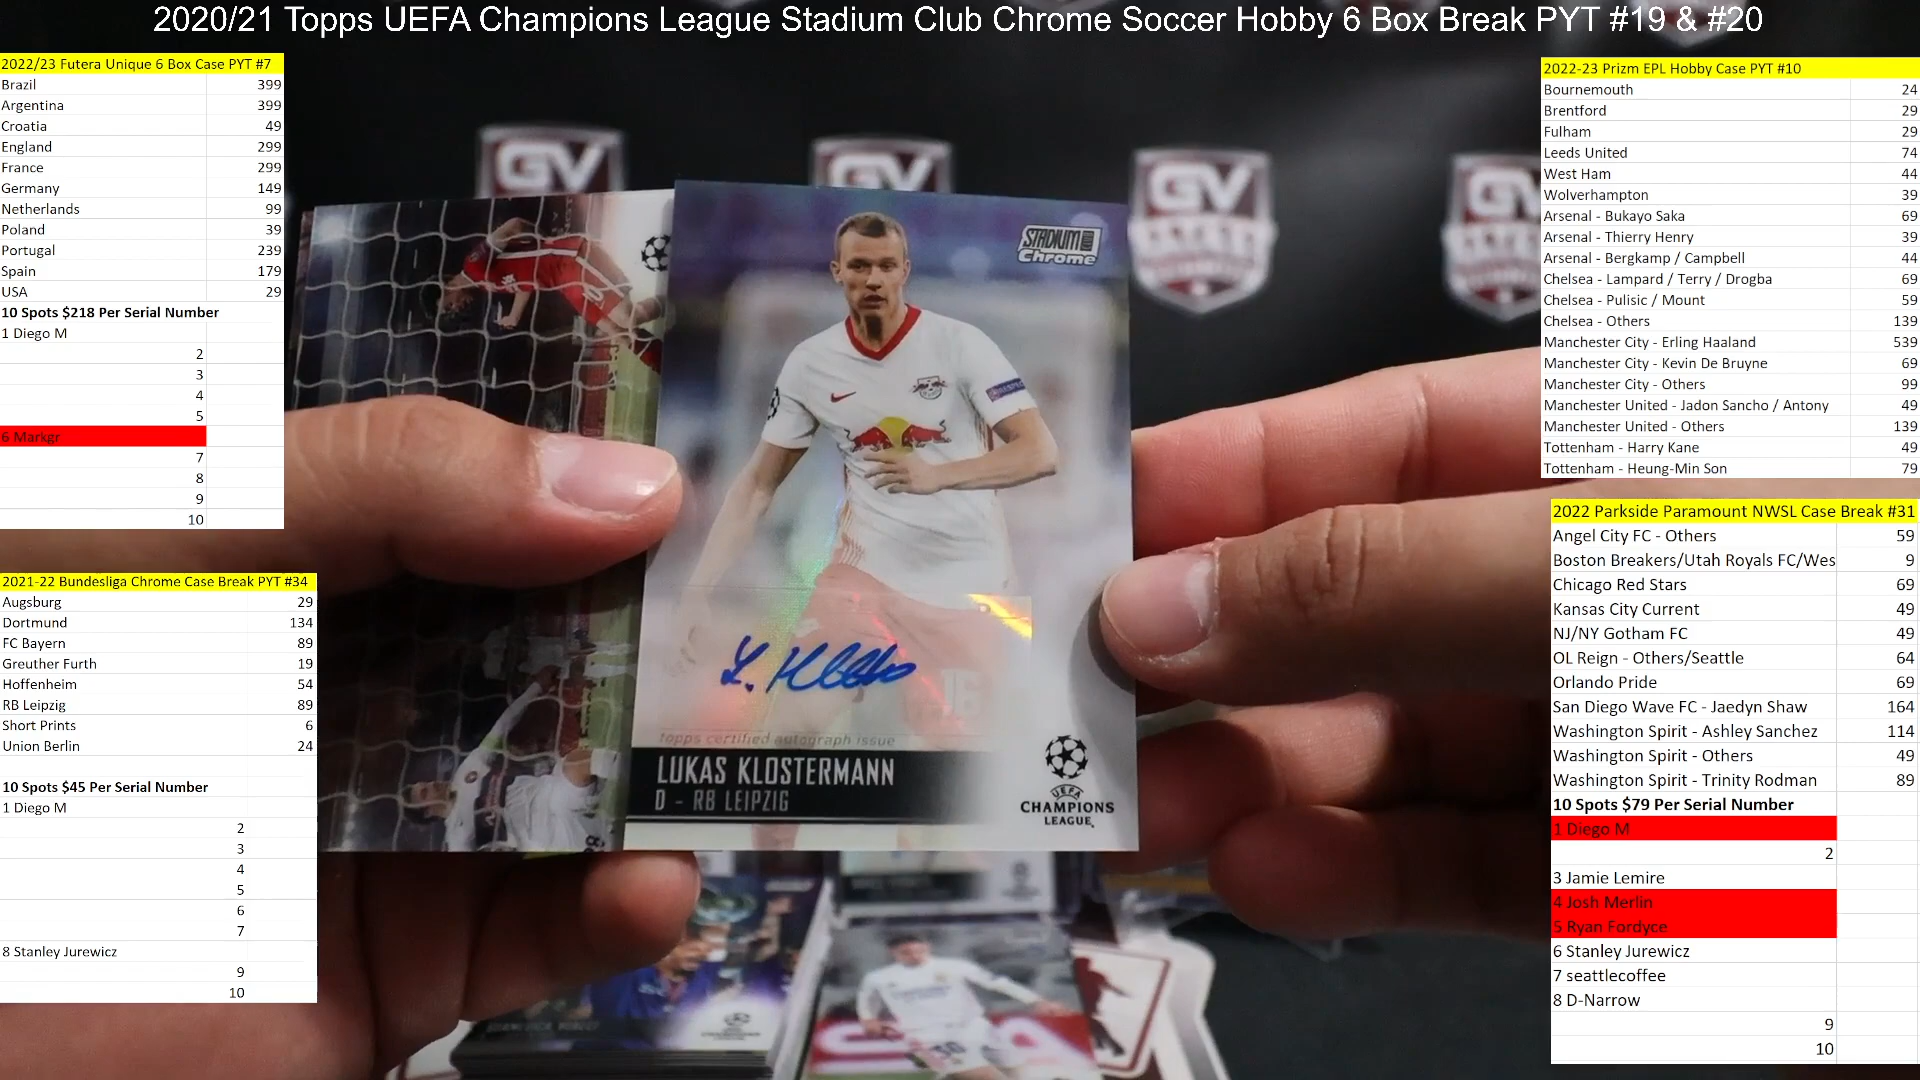 2020/21 Topps UEFA Champions League Stadium Club Chrome Soccer Hobby 6 Box Break PYT #19 & #20
2022/23 Futera Unique 6 Box Case PYT #7
Brazil 399
Argentina 399
Croatia 49
England 299
France 299
Germany 149
Netherlands 99
Poland 39
Portugal 239
Spain 179
USA 29
10 Spots $218 Per Serial Number
1 Diego M
2
3
4
5
6 Markgr
7
8
9
10
2021-22 Bundesliga Chrome Case Break PYT #34
Augsburg 29
Dortmund 134
FC Bayern 89
Greuther Furth 19
Hoffenheim 54
RB Leipzig 89
Short Prints 6
Union Berlin 24
10 Spots $45 Per Serial Number
1 Diego M
2
3
4
5
6
7
8 Stanley Jurewicz
9
10
GV
GV
GV
GV
STADIUM
Chrome
16
topps certified autograph issue
LUKAS KLOSTERMANN
D - RB LEIPZIG
UEFA
CHAMPIONS
LEAGUE
2022-23 Prizm EPL Hobby Case PYT #10
Bournemouth 24
Brentford 29
Fulham 29
Leeds United 74
West Ham 44
Wolverhampton 39
Arsenal - Bukayo Saka 69
Arsenal - Thierry Henry 39
Arsenal - Bergkamp / Campbell 44
Chelsea - Lampard / Terry / Drogba 69
Chelsea - Pulisic / Mount 59
Chelsea - Others 139
Manchester City - Erling Haaland 539
Manchester City - Kevin De Bruyne 69
Manchester City - Others 99
Manchester United - Jadon Sancho / Antony 49
Manchester United - Others 139
Tottenham - Harry Kane 49
Tottenham - Heung-Min Son 79
2022 Parkside Paramount NWSL Case Break #31
Angel City FC - Others 59
Boston Breakers/Utah Royals FC/Wes 9
Chicago Red Stars 69
Kansas City Current 49
NJ/NY Gotham FC 49
OL Reign - Others/Seattle 64
Orlando Pride 69
San Diego Wave FC - Jaedyn Shaw 164
Washington Spirit - Ashley Sanchez 114
Washington Spirit - Others 49
Washington Spirit - Trinity Rodman 89
10 Spots $79 Per Serial Number
1 Diego M
2
3 Jamie Lemire
4 Josh Merlin
5 Ryan Fordyce
6 Stanley Jurewicz
7 seattlecoffee
8 D-Narrow
9
10